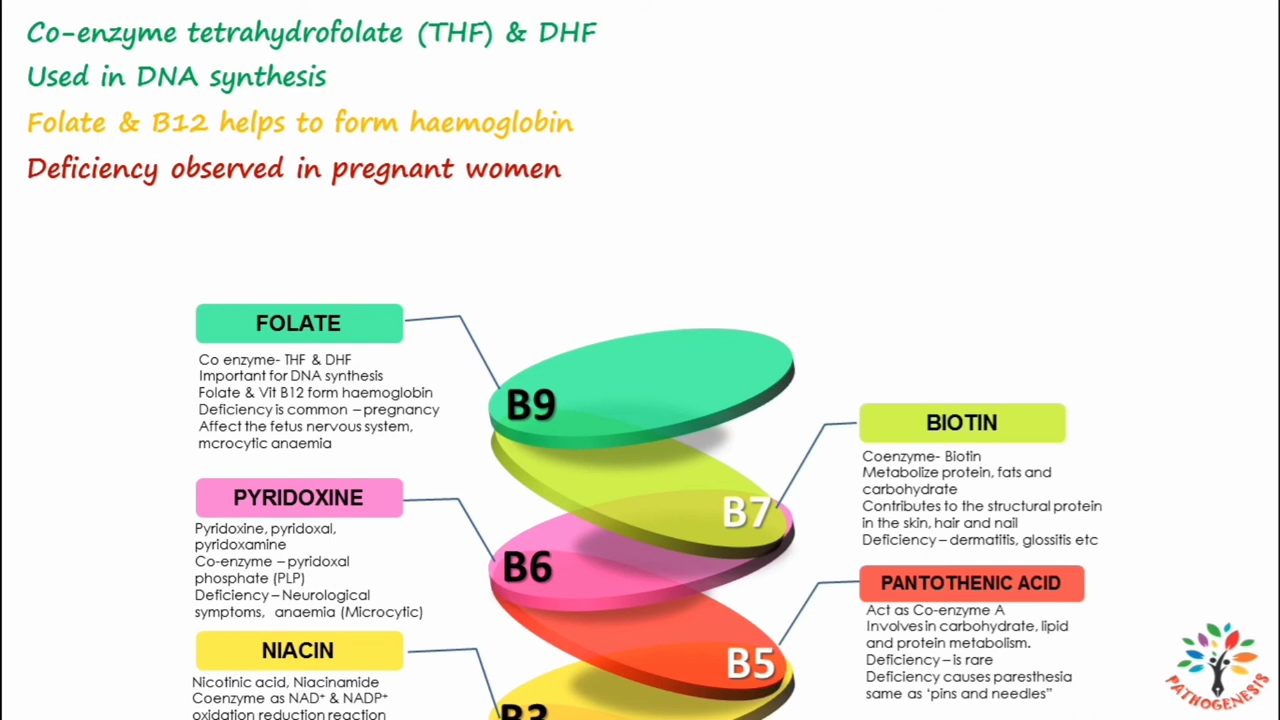 Co-enzyme tetrahydrofolate (THF) & DHF
Used in DNA synthesis
Folate & B12 helps to form haemoglobin
Deficiency observed in pregnant women
FOLATE
Co enzyme- THF & DHF
Important for DNA synthesis
Folate & Vit B12 form haemoglobin
Deficiency is common – pregnancy
Affect the fetus nervous system,
mcrocytic anaemia
B9
BIOTIN
Coenzyme- Biotin
Metabolize protein, fats and
carbohydrate
Contributes to the structural protein
in the skin, hair and nail
Deficiency – dermatitis, glossitis etc
B7
PYRIDOXINE
Pyridoxine, pyridoxal,
pyridoxamine
Co-enzyme – pyridoxal
phosphate (PLP)
Deficiency – Neurological
symptoms, anaemia (Microcytic)
B6
PANTOTHENIC ACID
Act as Co-enzyme A
Involves in carbohydrate, lipid
and protein metabolism.
Deficiency – is rare
Deficiency causes paresthesia
same as ‘pins and needles”
B5
NIACIN
Nicotinic acid, Niacinamide
Coenzyme as NAD⁺ & NADP⁺
oxidation reduction reaction
B3
PATHOGENESIS